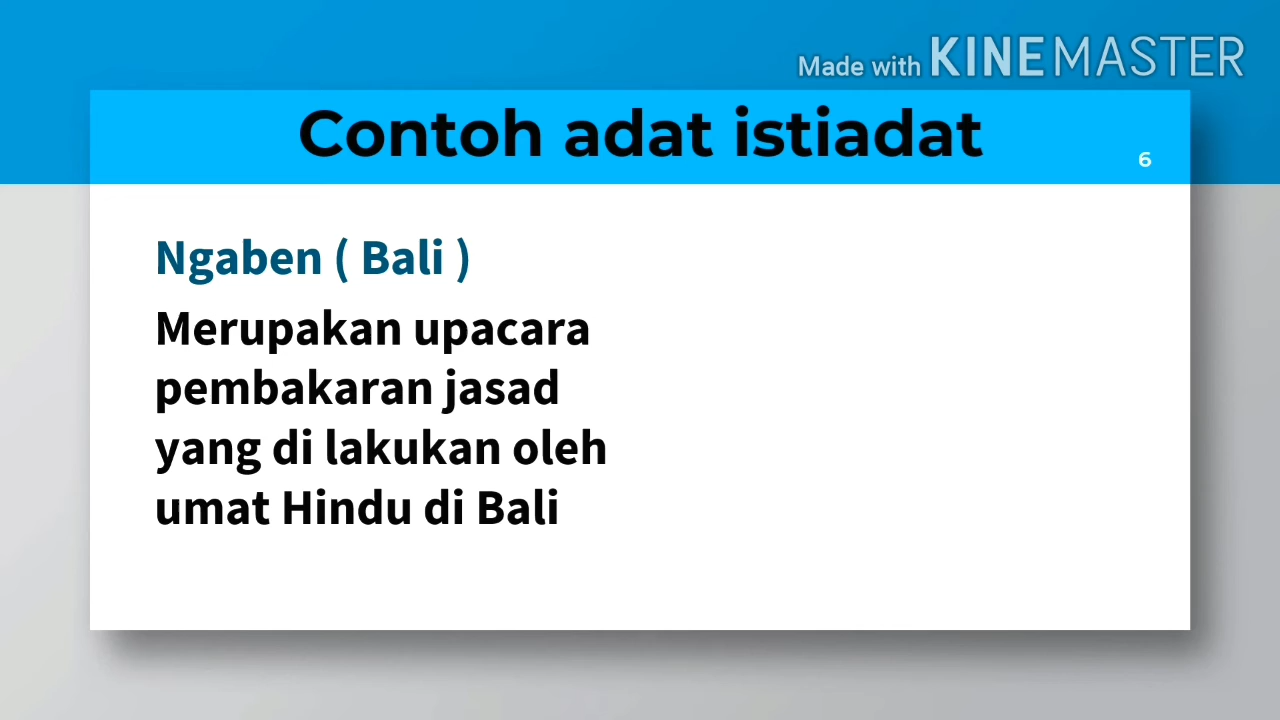 Made with KINEMASTER
Contoh adat istiadat
6
Ngaben ( Bali )
Merupakan upacara
pembakaran jasad
yang di lakukan oleh
umat Hindu di Bali